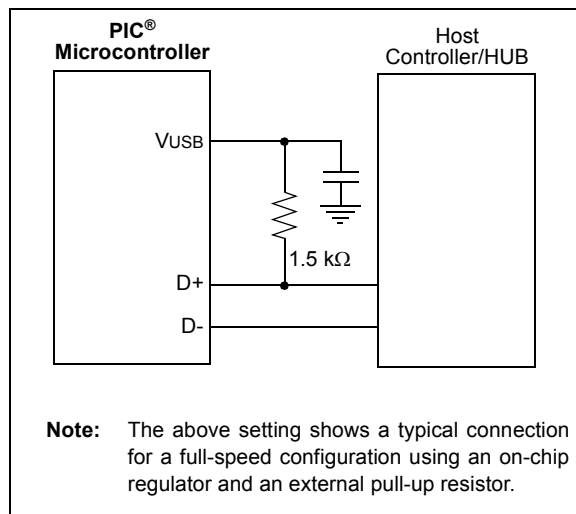 PIC®
Microcontroller
Host
Controller/HUB
VUSB
1.5 kΩ
D+
D-
Note: The above setting shows a typical connection
for a full-speed configuration using an on-chip
regulator and an external pull-up resistor.